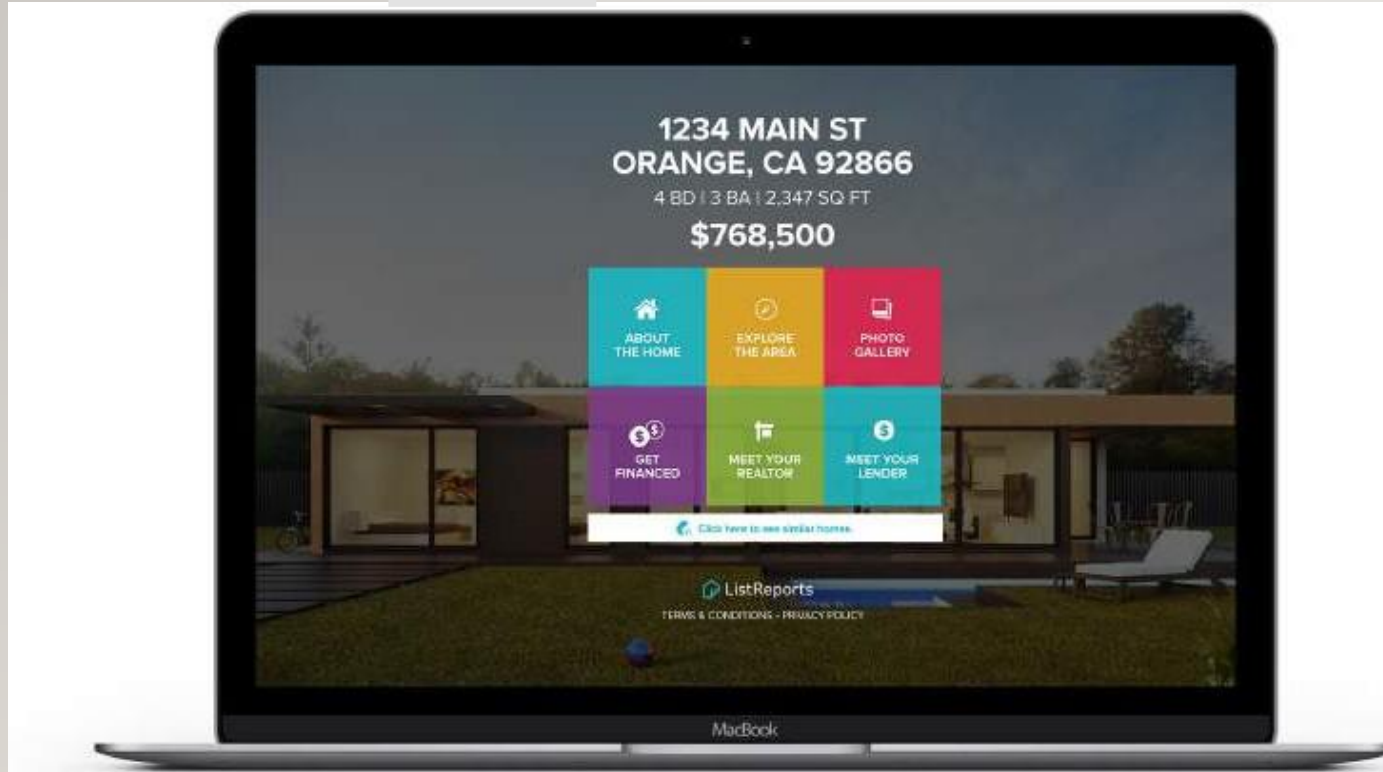 1234 MAIN ST
ORANGE, CA 92866
4 BD | 3 BA | 2,347 SQ FT
$768,500
ABOUT
THE HOME
EXPLORE
THE AREA
PHOTO
GALLERY
GET
FINANCED
MEET YOUR
REALTOR
MEET YOUR
LENDER
Click here to see similar homes.
ListReports
TERMS & CONDITIONS - PRIVACY POLICY
MacBook